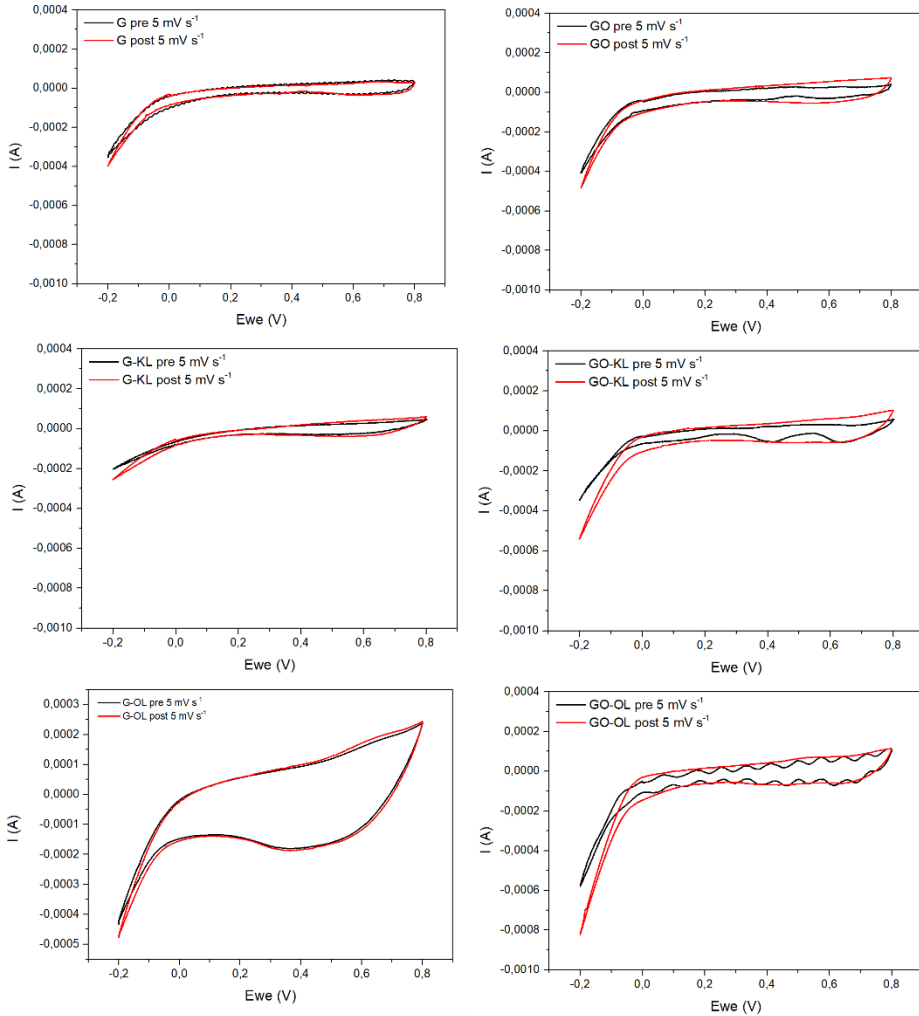 G pre 5 mV s⁻¹
G post 5 mV s⁻¹
0,0004
0,0002
0,0000
-0,0002
-0,0004
-0,0006
-0,0008
-0,0010
I (A)
-0,2 0,0 0,2 0,4 0,6 0,8
Ewe (V)
GO pre 5 mV s⁻¹
GO post 5 mV s⁻¹
0,0004
0,0002
0,0000
-0,0002
-0,0004
-0,0006
-0,0008
-0,0010
I (A)
-0,2 0,0 0,2 0,4 0,6 0,8
Ewe (V)
G-KL pre 5 mV s⁻¹
G-KL post 5 mV s⁻¹
0,0004
0,0002
0,0000
-0,0002
-0,0004
-0,0006
-0,0008
-0,0010
I (A)
-0,2 0,0 0,2 0,4 0,6 0,8
Ewe (V)
GO-KL pre 5 mV s⁻¹
GO-KL post 5 mV s⁻¹
0,0004
0,0002
0,0000
-0,0002
-0,0004
-0,0006
-0,0008
-0,0010
I (A)
-0,2 0,0 0,2 0,4 0,6 0,8
Ewe (V)
G-OL pre 5 mV s⁻¹
G-OL post 5 mV s⁻¹
0,0003
0,0002
0,0001
0,0000
-0,0001
-0,0002
-0,0003
-0,0004
-0,0005
I (A)
-0,2 0,0 0,2 0,4 0,6 0,8
Ewe (V)
GO-OL pre 5 mV s⁻¹
GO-OL post 5 mV s⁻¹
0,0004
0,0002
0,0000
-0,0002
-0,0004
-0,0006
-0,0008
-0,0010
I (A)
-0,2 0,0 0,2 0,4 0,6 0,8
Ewe (V)